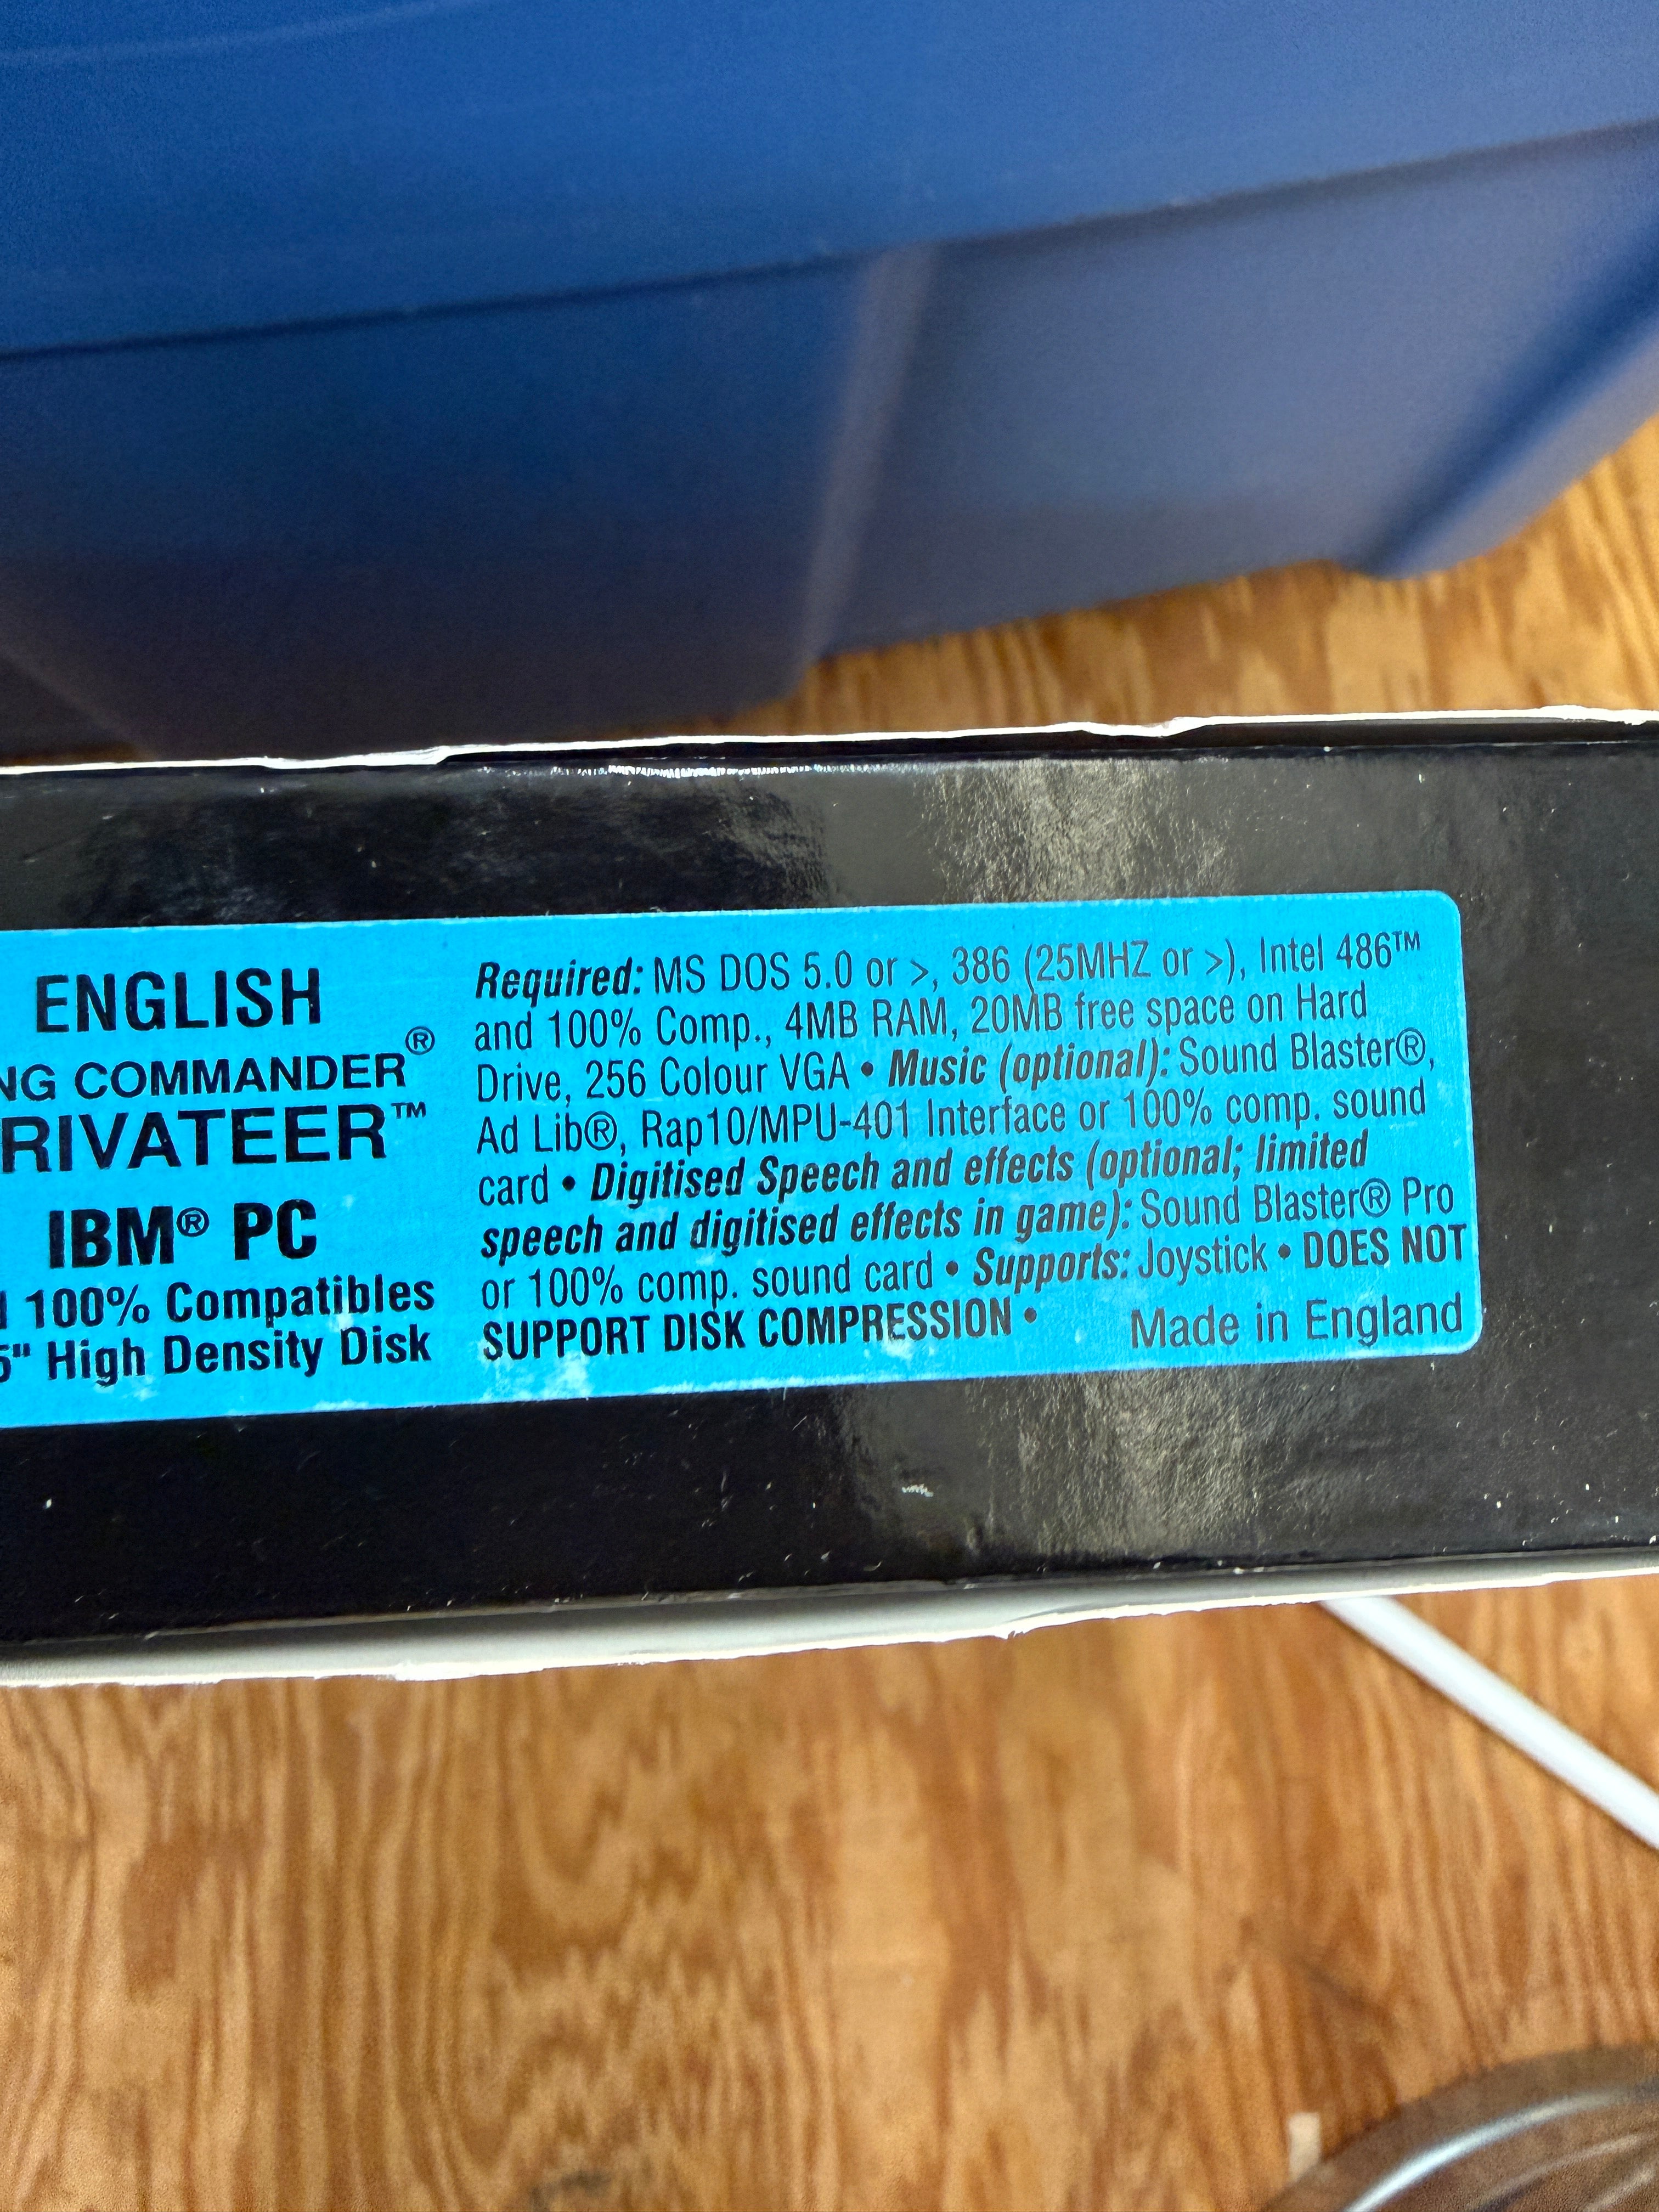 ENGLISH
NG COMMANDER®
RIVATEER™
IBM® PC
100% Compatibles
5" High Density Disk
Required: MS DOS 5.0 or >, 386 (25MHZ or >), Intel 486™
and 100% Comp., 4MB RAM, 20MB free space on Hard
Drive, 256 Colour VGA • Music (optional): Sound Blaster®,
Ad Lib®, Rap10/MPU-401 Interface or 100% comp. sound
card • Digitised Speech and effects (optional; limited
speech and digitised effects in game): Sound Blaster® Pro
or 100% comp. sound card • Supports: Joystick • DOES NOT
SUPPORT DISK COMPRESSION • Made in England